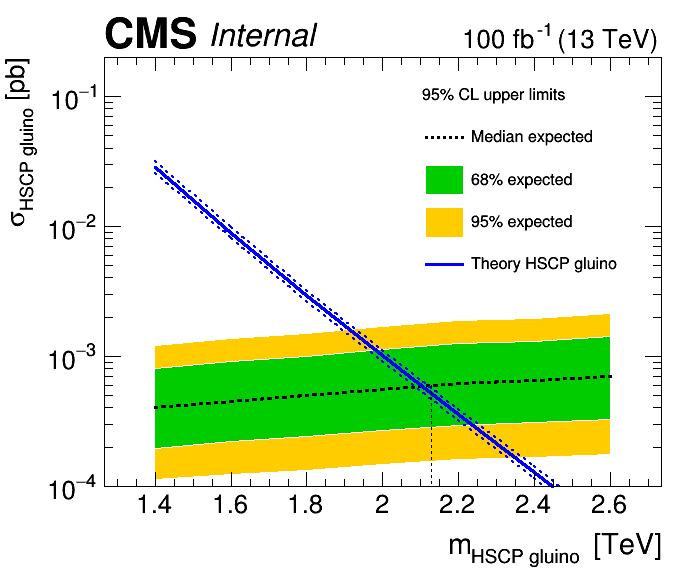 CMS Internal 100 fb⁻¹ (13 TeV)
σ_HSCP gluino [pb]
95% CL upper limits
Median expected
68% expected
95% expected
Theory HSCP gluino
10⁻¹
10⁻²
10⁻³
10⁻⁴
1.4 1.6 1.8 2 2.2 2.4 2.6
m_HSCP gluino [TeV]